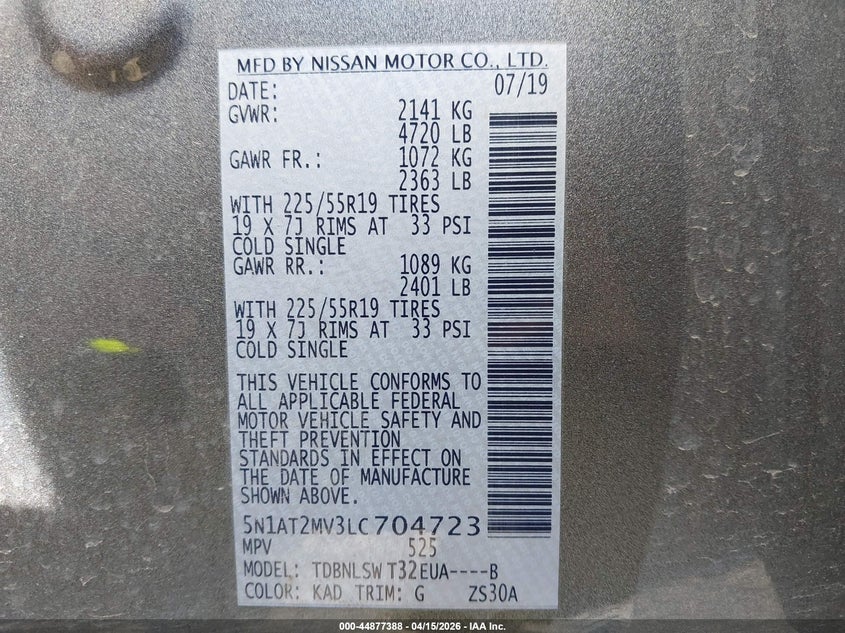 MFD BY NISSAN MOTOR CO., LTD.
DATE: 07/19
GVWR: 2141 KG
4720 LB
GAWR FR.: 1072 KG
2363 LB
WITH 225/55R19 TIRES
19 X 7J RIMS AT 33 PSI
COLD SINGLE
GAWR RR.: 1089 KG
2401 LB
WITH 225/55R19 TIRES
19 X 7J RIMS AT 33 PSI
COLD SINGLE
THIS VEHICLE CONFORMS TO
ALL APPLICABLE FEDERAL
MOTOR VEHICLE SAFETY AND
THEFT PREVENTION
STANDARDS IN EFFECT ON
THE DATE OF MANUFACTURE
SHOWN ABOVE.
5N1AT2MV3LC704723
MPV 525
MODEL: TDBNLSW T32EUA----B
COLOR: KAD TRIM: G ZS30A
000-44877388 - 04/15/2026 - IAA Inc.